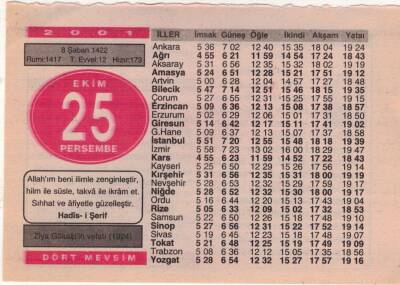 2001
8 Şaban 1422
Rumi:1417 T. Evvel:12 Hızır:173
EKİM
25
PERŞEMBE
Allah'ım beni ilimle zenginleştir,
hilm ile süsle, takvâ ile ikrâm et.
Sıhhat ve âfiyetle güzelleştir.
Hadis- i Şerif
Ziya Gökalp'in vefatı (1924)
DÖRT MEVSİM
İLLER İmsak Güneş Öğle İkindi Akşam Yatsı
Ankara 5 36 7 02 12 40 15 35 18 04 19 24
Ağrı 4 55 6 21 11 59 14 54 17 24 18 43
Aksaray 5 31 6 56 12 35 15 32 18 01 19 20
Amasya 5 24 6 51 12 28 15 21 17 51 19 12
Artvin 5 00 6 28 12 04 14 57 17 27 18 48
Bilecik 5 47 7 14 12 51 15 46 18 15 19 35
Çorum 5 27 6 55 12 31 15 25 17 55 19 15
Erzincan 5 09 6 36 12 13 15 08 17 38 18 57
Erzurum 5 02 6 29 12 06 15 01 17 31 18 50
Giresun 5 14 6 42 12 17 15 11 17 41 19 02
G.Hane 5 09 6 37 12 13 15 07 17 37 18 58
İstanbul 5 51 7 20 12 55 15 48 18 18 19 39
İzmir 5 58 7 23 13 02 16 00 18 29 19 47
Kars 4 55 6 23 11 59 14 52 17 22 18 43
Kayseri 5 25 6 50 12 29 15 26 17 55 19 14
Kırşehir 5 31 6 56 12 35 15 31 18 00 19 19
Nevşehir 5 28 6 53 12 32 15 29 17 58 19 17
Niğde 5 28 6 52 12 32 15 30 18 00 19 17
Ordu 5 16 6 44 12 20 15 13 17 43 19 04
Rize 5 05 6 33 12 09 15 02 17 32 18 53
Samsun 5 22 6 50 12 26 15 18 17 48 19 10
Sinop 5 27 6 56 12 31 15 22 17 52 19 14
Sivas 5 19 6 46 12 23 15 19 17 49 19 08
Tokat 5 21 6 48 12 25 15 19 17 49 19 09
Trabzon 5 08 6 36 12 12 15 05 17 35 18 56
Yozgat 5 28 6 54 12 32 15 27 17 57 19 16